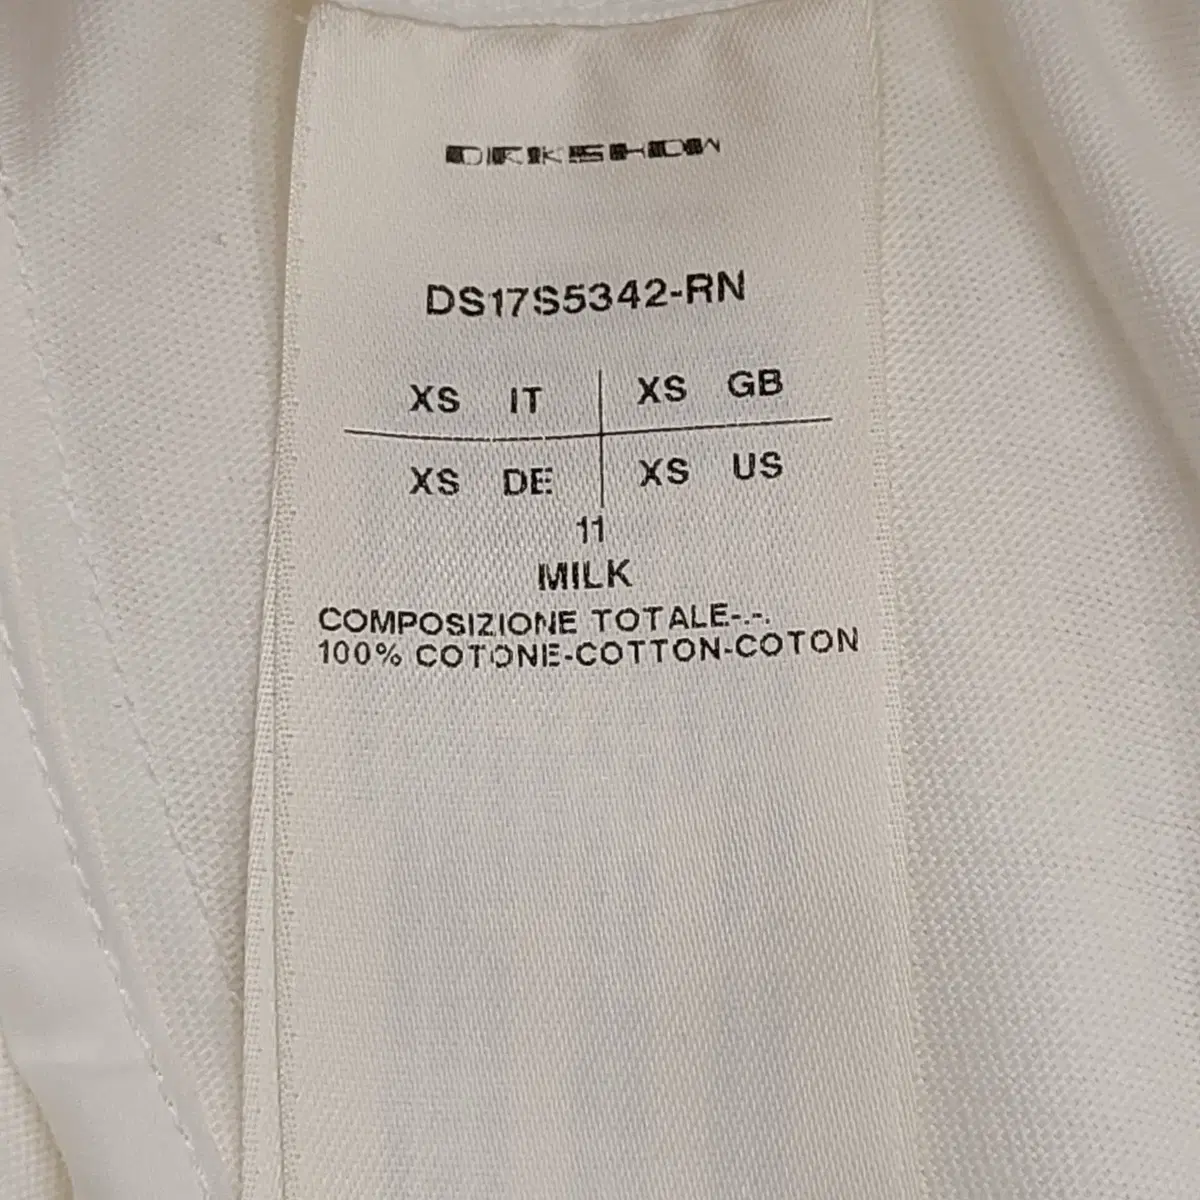 DRKSHDW
DS17S5342-RN
XS IT XS GB
XS DE XS US
11
MILK
COMPOSIZIONE TOTALE-.-.
100% COTONE-COTTON-COTON